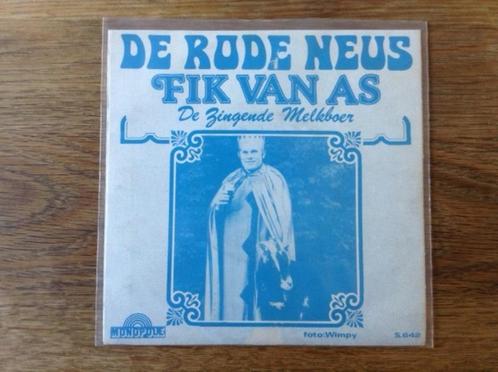 DE RODE NEUS
FIK VAN AS
De Zingende Melkboer
MONOPOLE
foto:Wimpy
S.642